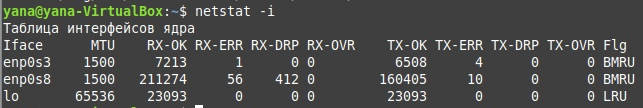 yana@yana-VirtualBox:~$ netstat -i
Таблица интерфейсов ядра
Iface MTU RX-OK RX-ERR RX-DRP RX-OVR TX-OK TX-ERR TX-DRP TX-OVR Flg
enp0s3 1500 7213 1 0 0 6508 4 0 0 BMRU
enp0s8 1500 211274 56 412 0 160405 10 0 0 BMRU
lo 65536 23093 0 0 0 23093 0 0 0 LRU